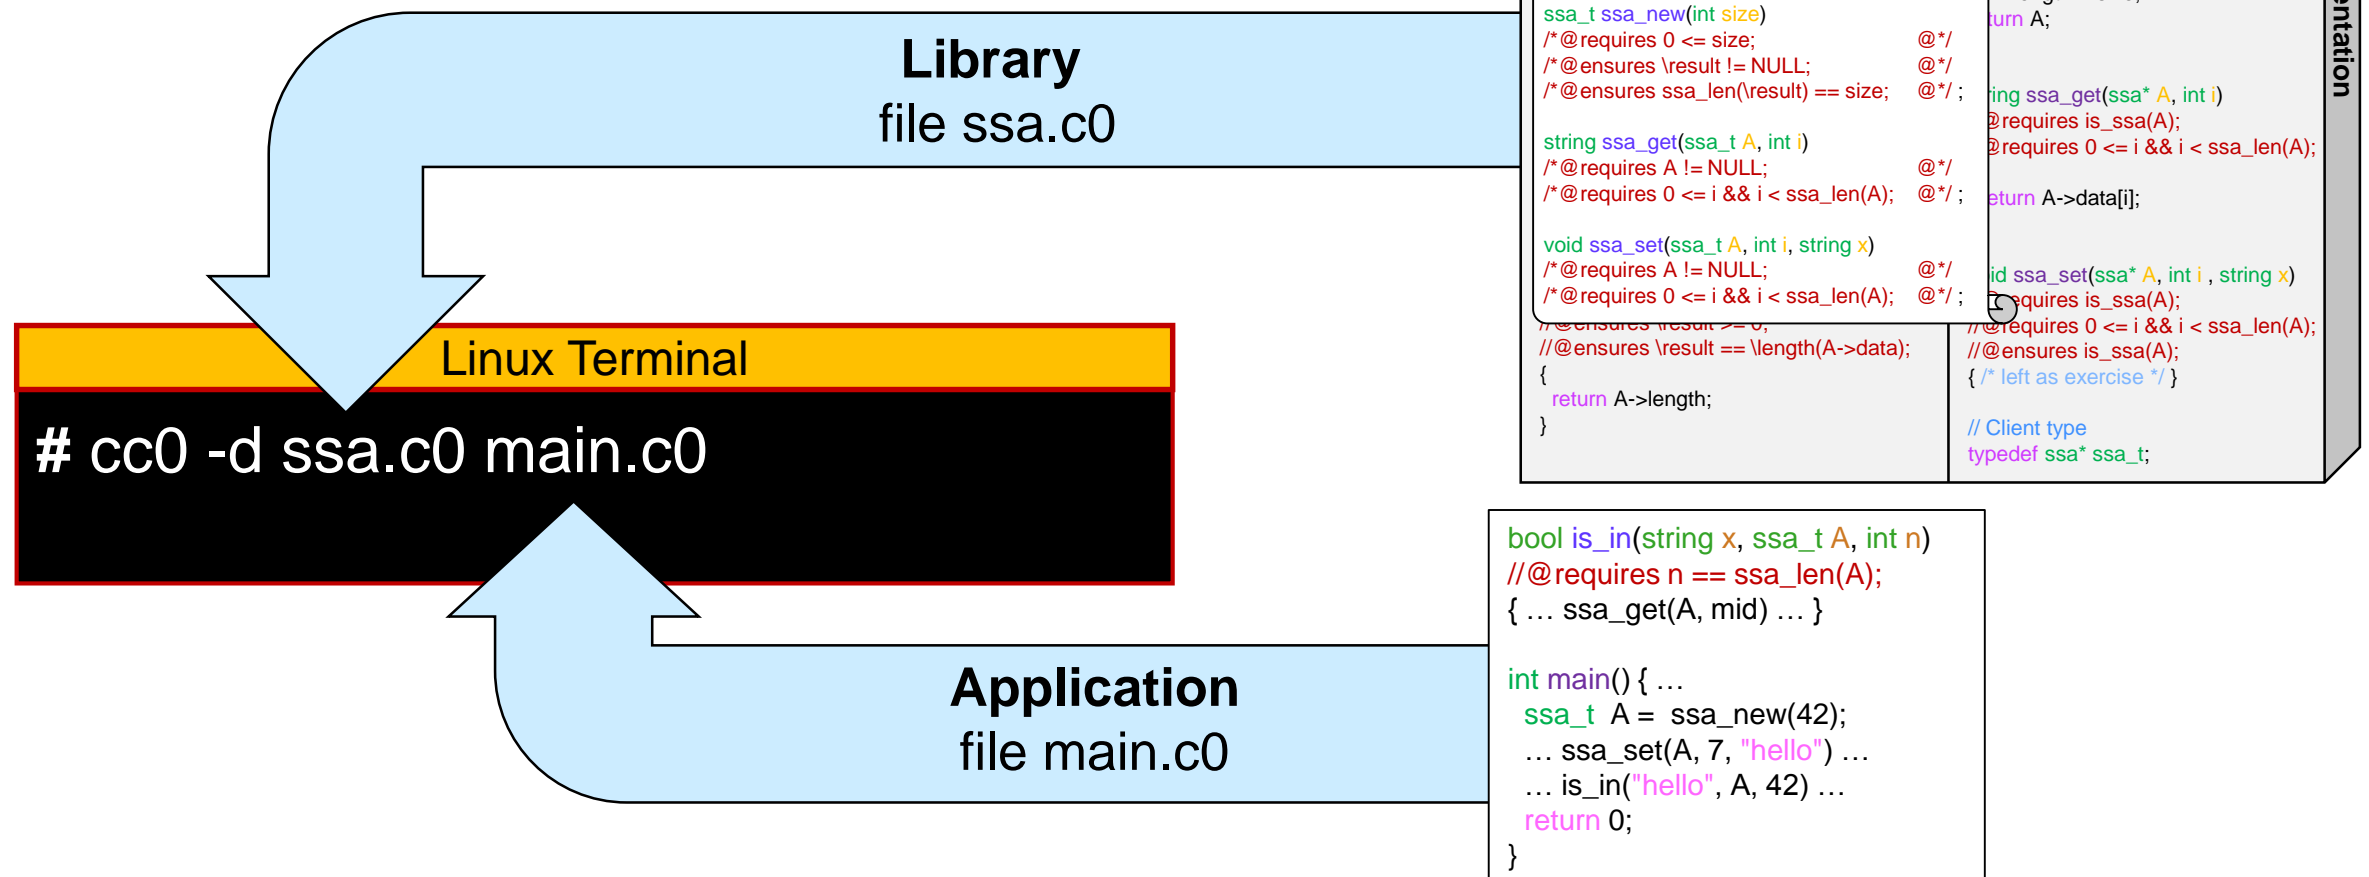 Library
file ssa.c0
Linux Terminal
# cc0 -d ssa.c0 main.c0
Application
file main.c0
ssa_t ssa_new(int size)
/*@requires 0 <= size; @*/
/*@ensures \result != NULL; @*/
/*@ensures ssa_len(\result) == size; @*/ ;
string ssa_get(ssa_t A, int i)
/*@requires A != NULL; @*/
/*@requires 0 <= i && i < ssa_len(A); @*/ ;
void ssa_set(ssa_t A, int i, string x)
/*@requires A != NULL; @*/
/*@requires 0 <= i && i < ssa_len(A); @*/ ;
//@ensures \result >= 0;
//@ensures \result == \length(A->data);
{
return A->length;
}
urn A;
ing ssa_get(ssa* A, int i)
@requires is_ssa(A);
@requires 0 <= i && i < ssa_len(A);
eturn A->data[i];
id ssa_set(ssa* A, int i , string x)
requires is_ssa(A);
//@requires 0 <= i && i < ssa_len(A);
//@ensures is_ssa(A);
{ /* left as exercise */ }
// Client type
typedef ssa* ssa_t;
entation
bool is_in(string x, ssa_t A, int n)
//@requires n == ssa_len(A);
{ … ssa_get(A, mid) … }
int main() { …
ssa_t A = ssa_new(42);
… ssa_set(A, 7, "hello") …
… is_in("hello", A, 42) …
return 0;
}